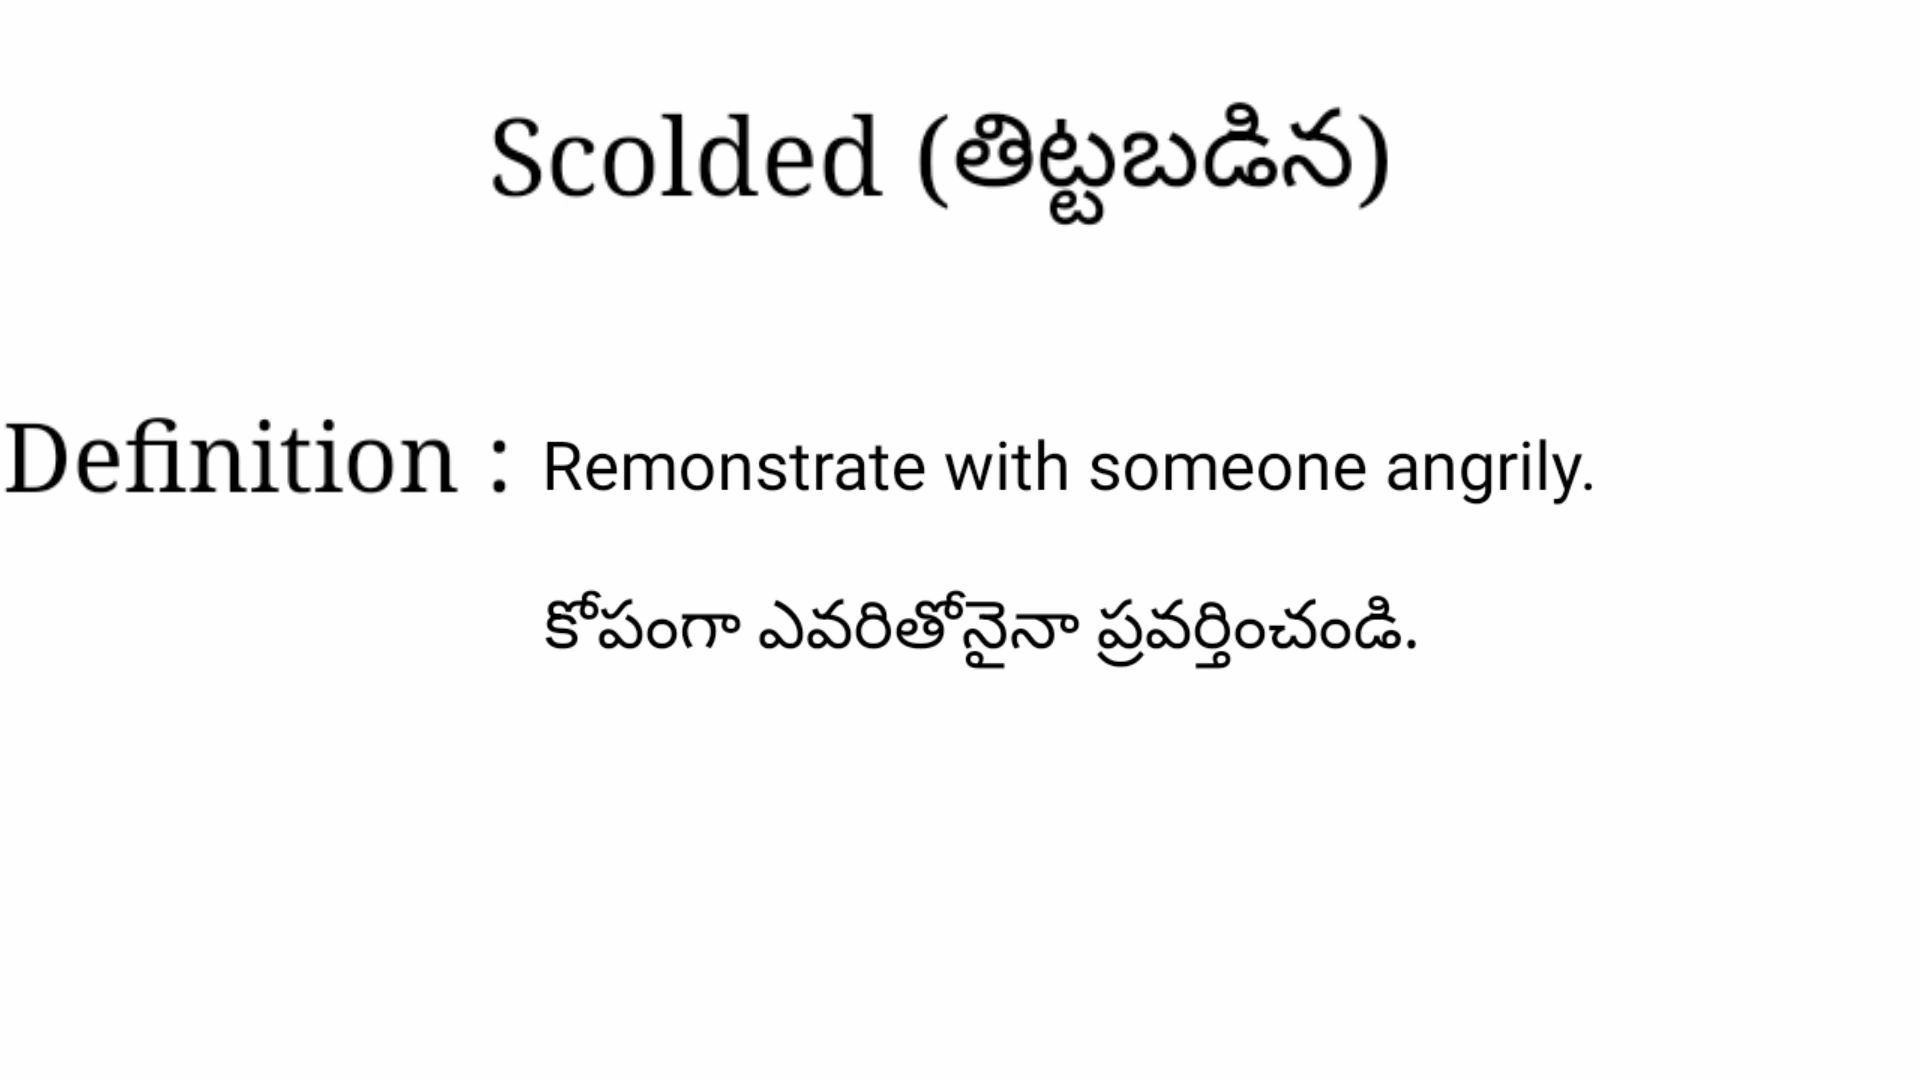 Scolded (తిట్టబడిన)
Definition : Remonstrate with someone angrily.
కోపంగా ఎవరితోనైనా ప్రవర్తించండి.